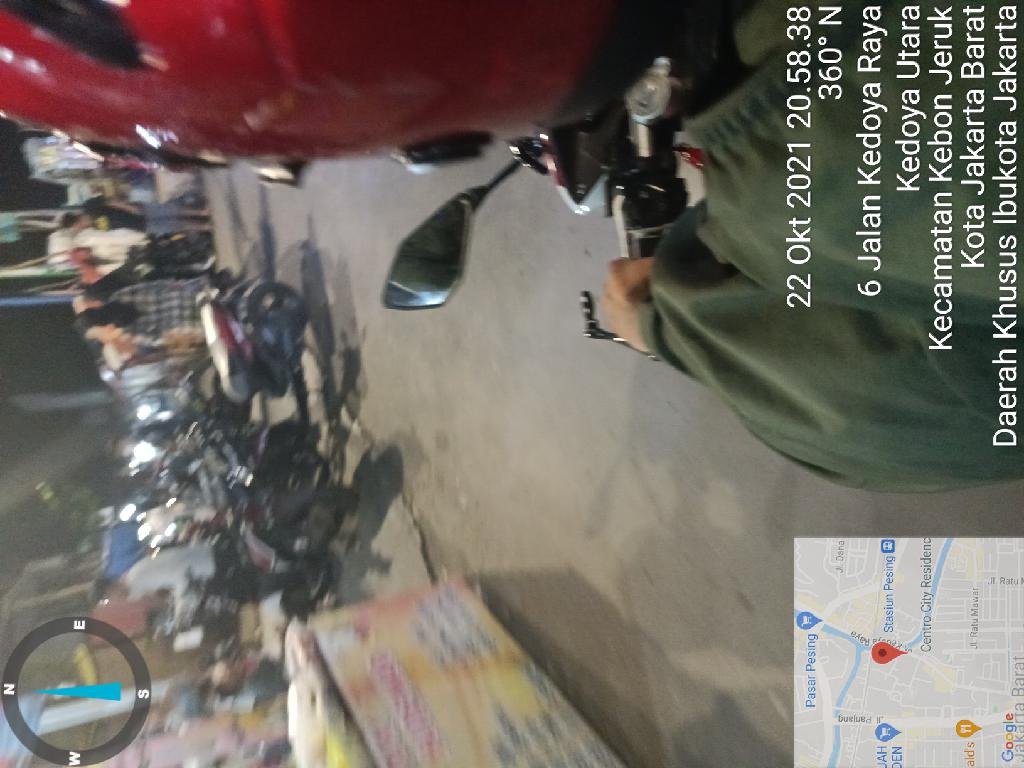 N
W
E
S
22 Okt 2021 20.58.38
360° N
6 Jalan Kedoya Raya
Kedoya Utara
Kecamatan Kebon Jeruk
Kota Jakarta Barat
Daerah Khusus Ibukota Jakarta
Pasar Pesing
Jl. Dana
Jl. Panjang
UAH
DEN
Stasiun Pesing
Kedoya Raya
Centro City Residenc
ald's
Jl. Ratu Mawar
Jl. Ratu
Google
Jakarta Barat